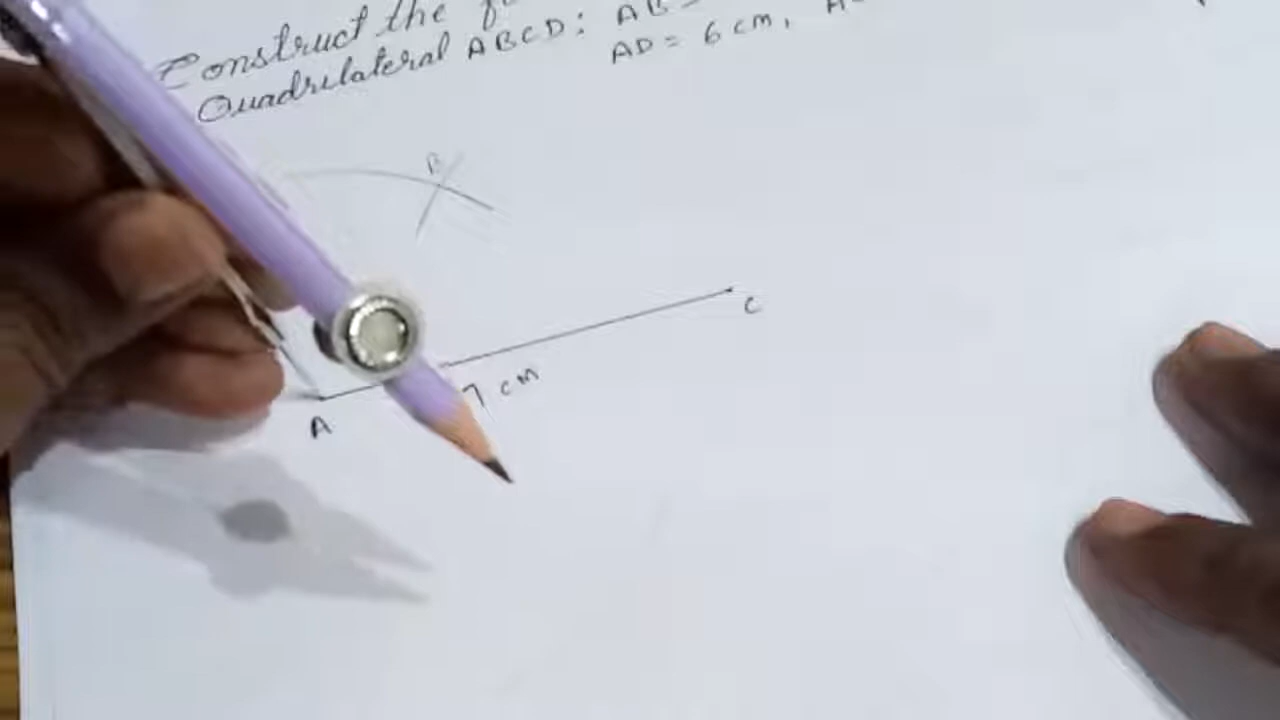 Construct the
Quadrilateral ABCD: AB
AD = 6 cm,
B
C
7 cm
A